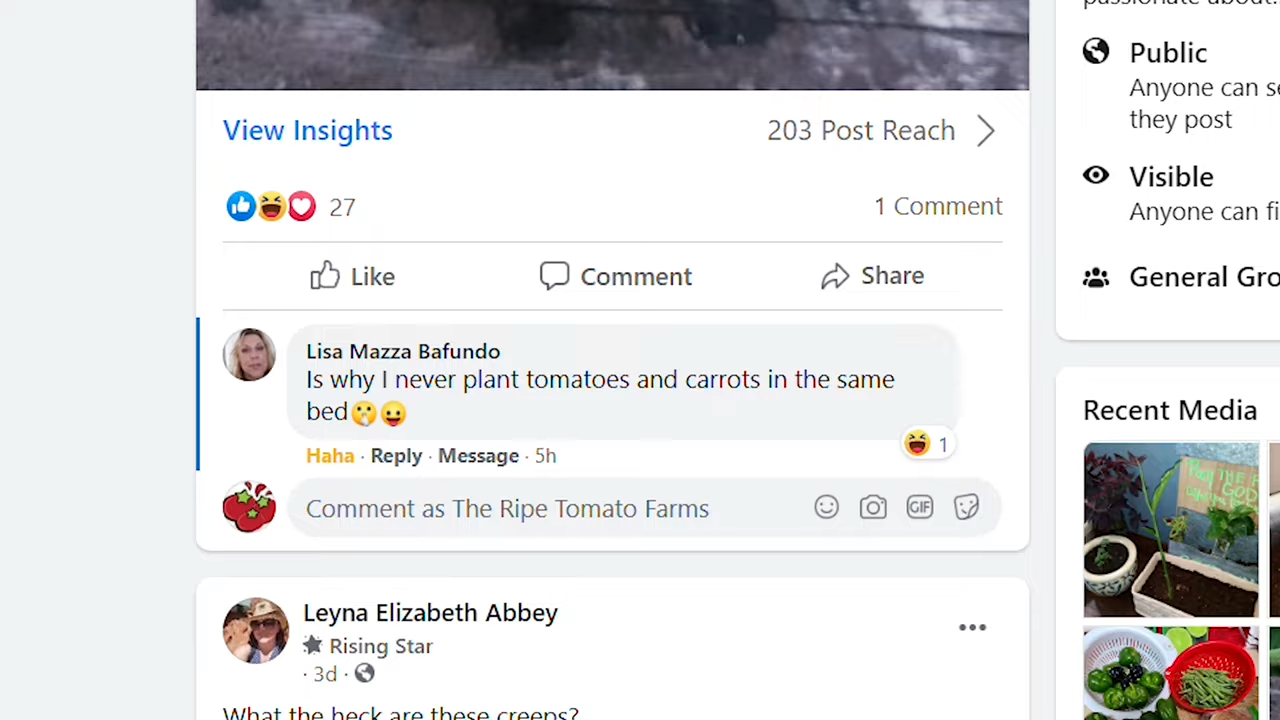 passionate about.
Public
Anyone can se
they post
View Insights
203 Post Reach
Visible
Anyone can fi
27
1 Comment
General Gro
Like
Comment
Share
Lisa Mazza Bafundo
Is why I never plant tomatoes and carrots in the same
bed🤫😛
Haha · Reply · Message · 5h
1
Comment as The Ripe Tomato Farms
GIF
Recent Media
Leyna Elizabeth Abbey
Rising Star
· 3d ·
What the heck are these creeps?